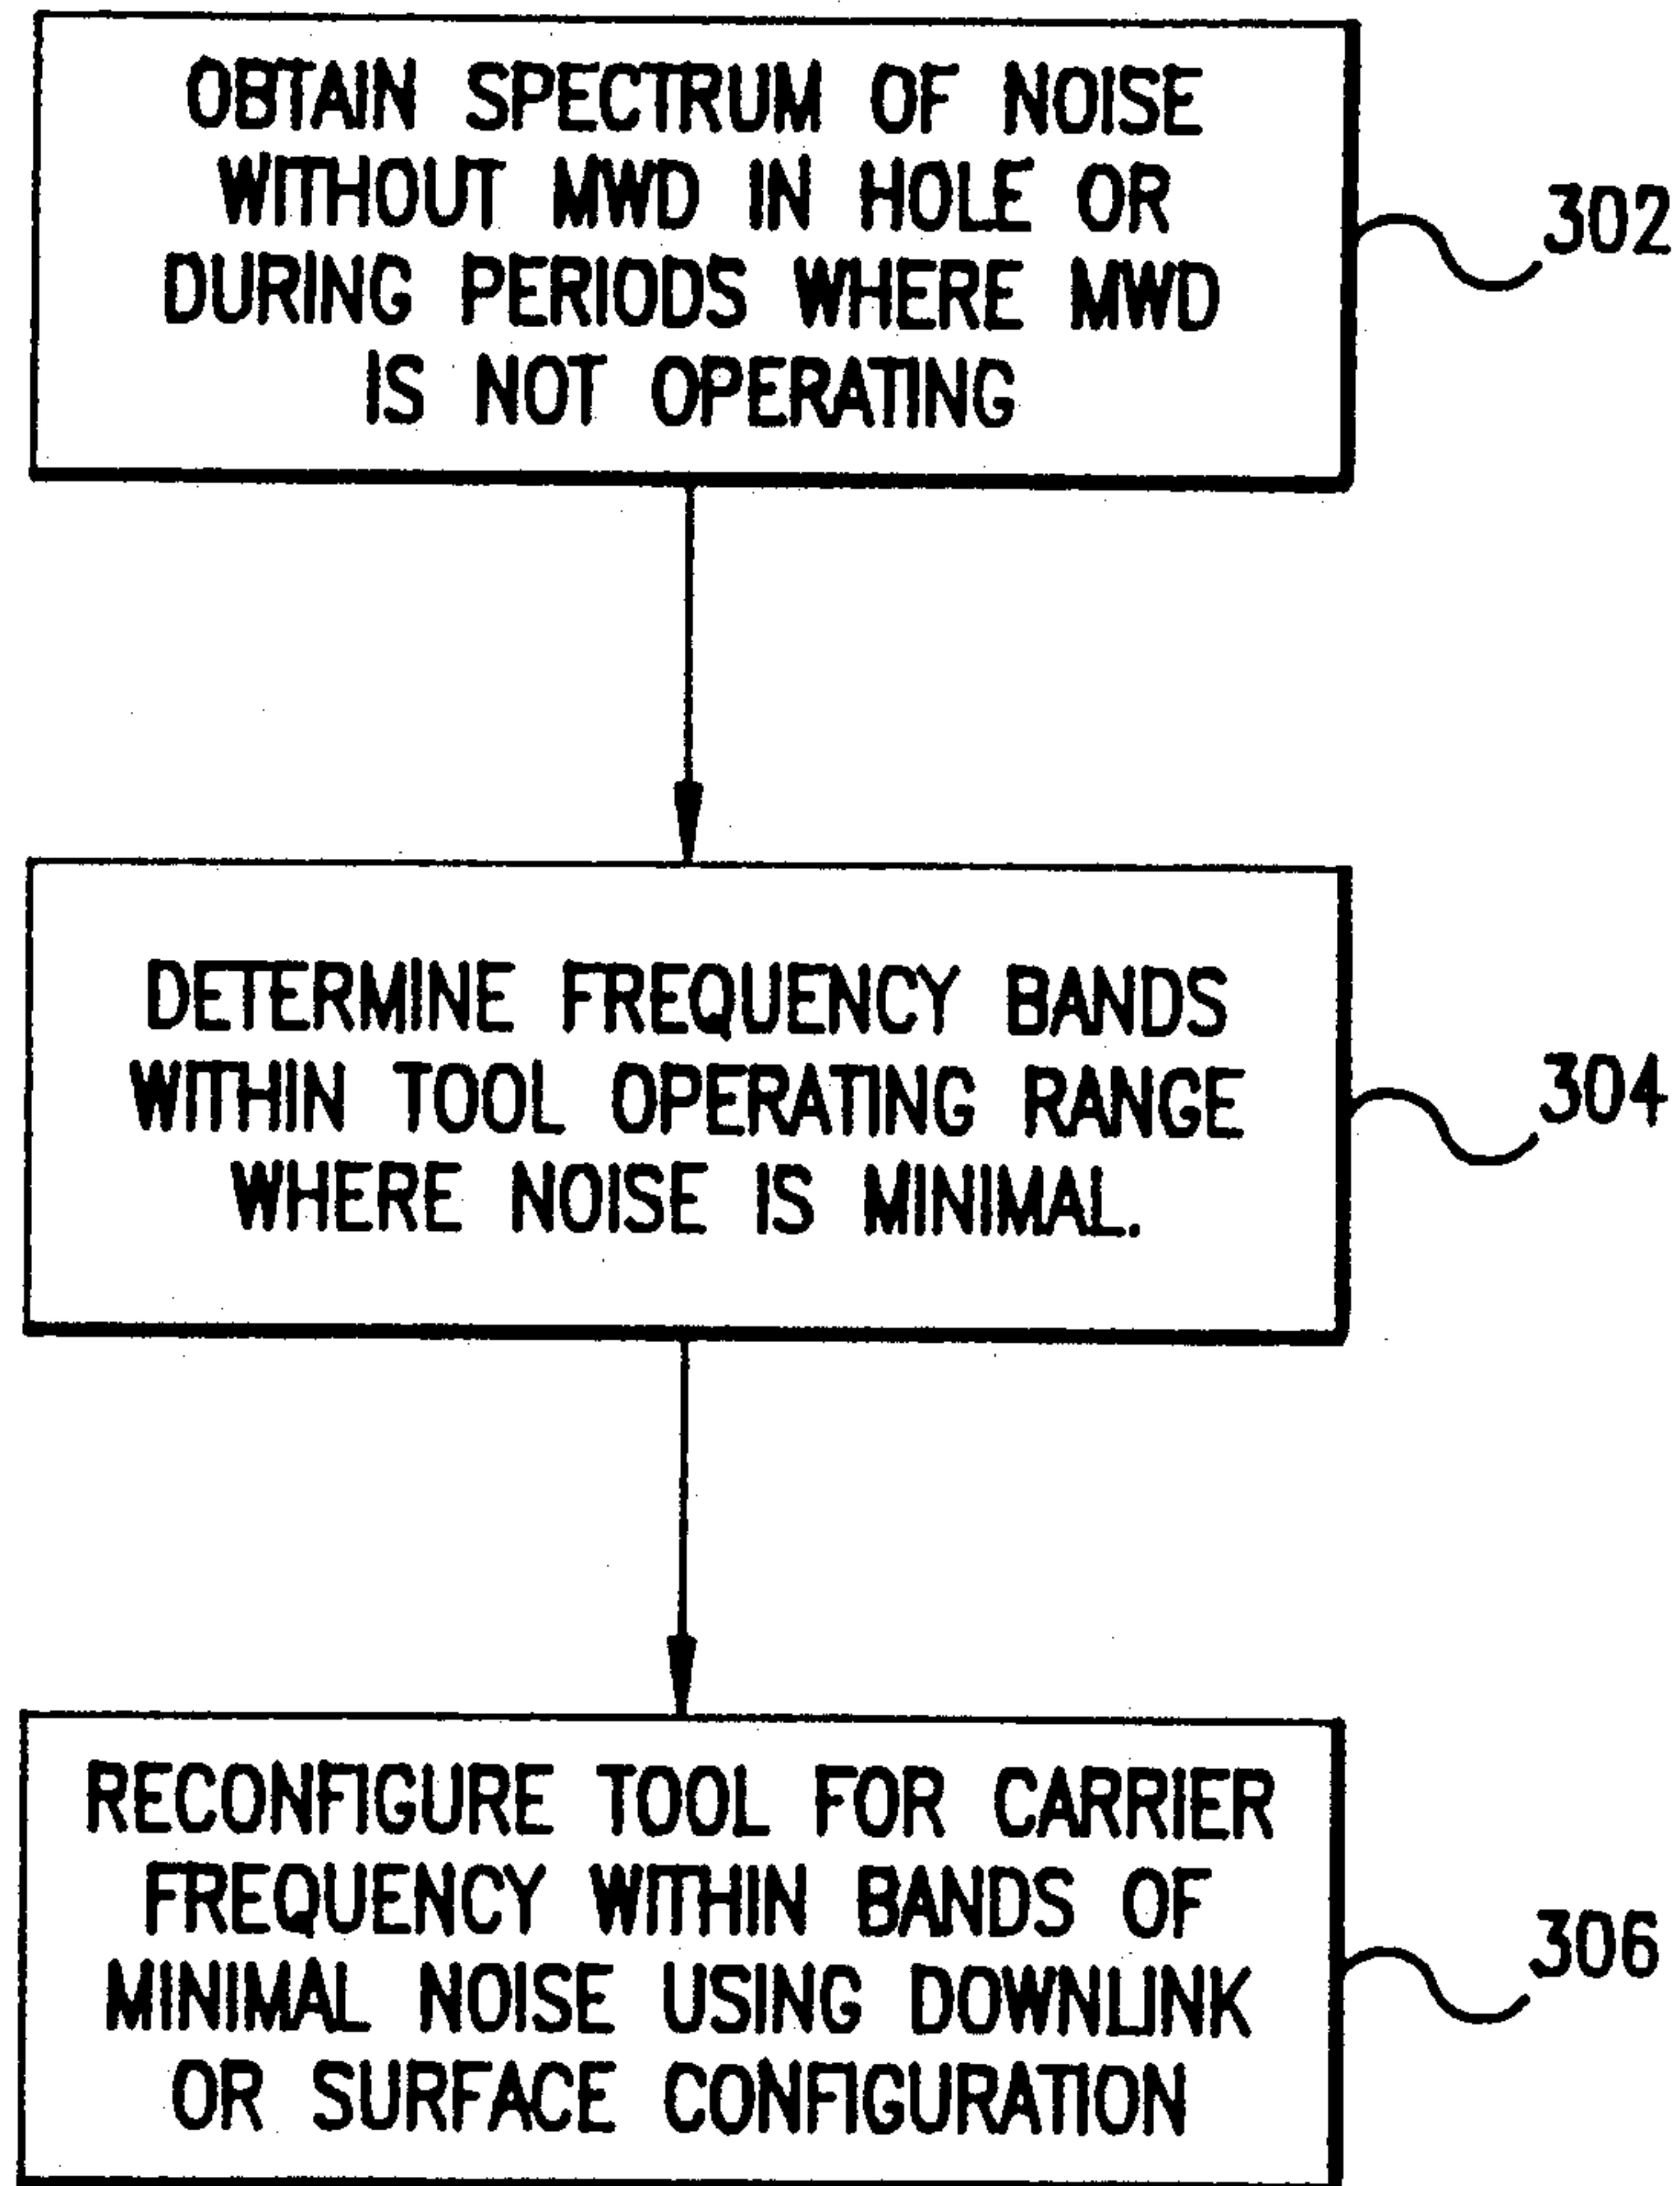 OBTAIN SPECTRUM OF NOISE
WITHOUT MWD IN HOLE OR
DURING PERIODS WHERE MWD
IS NOT OPERATING
302
DETERMINE FREQUENCY BANDS
WITHIN TOOL OPERATING RANGE
WHERE NOISE IS MINIMAL.
304
RECONFIGURE TOOL FOR CARRIER
FREQUENCY WITHIN BANDS OF
MINIMAL NOISE USING DOWNLINK
OR SURFACE CONFIGURATION
306